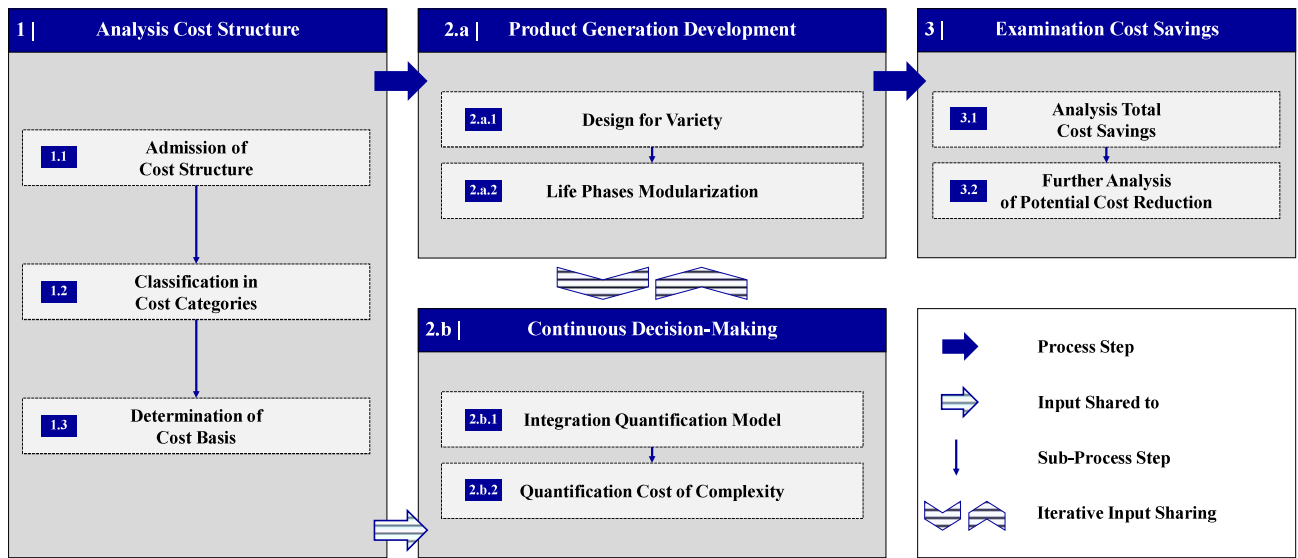 1 | Analysis Cost Structure
1.1 Admission of
Cost Structure
1.2 Classification in
Cost Categories
1.3 Determination of
Cost Basis
2.a | Product Generation Development
2.a.1 Design for Variety
2.a.2 Life Phases Modularization
2.b | Continuous Decision-Making
2.b.1 Integration Quantification Model
2.b.2 Quantification Cost of Complexity
3 | Examination Cost Savings
3.1 Analysis Total
Cost Savings
3.2 Further Analysis
of Potential Cost Reduction
Process Step
Input Shared to
Sub-Process Step
Iterative Input Sharing